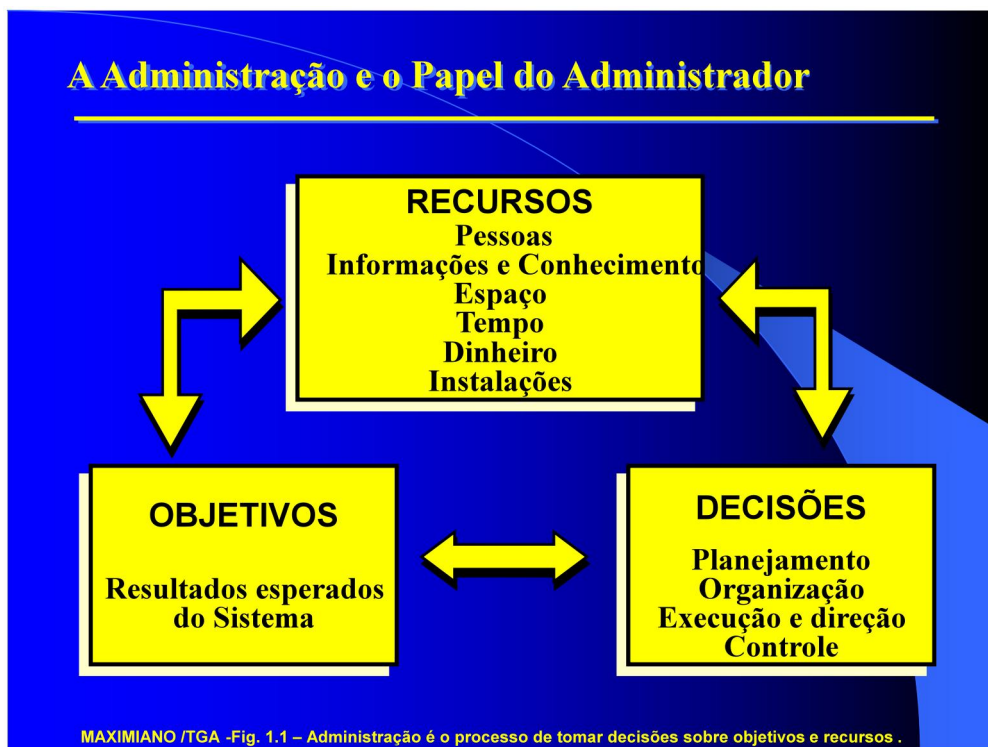 A Administração e o Papel do Administrador
RECURSOS
Pessoas
Informações e Conhecimento
Espaço
Tempo
Dinheiro
Instalações
OBJETIVOS
Resultados esperados
do Sistema
DECISÕES
Planejamento
Organização
Execução e direção
Controle
MAXIMIANO /TGA -Fig. 1.1 – Administração é o processo de tomar decisões sobre objetivos e recursos .